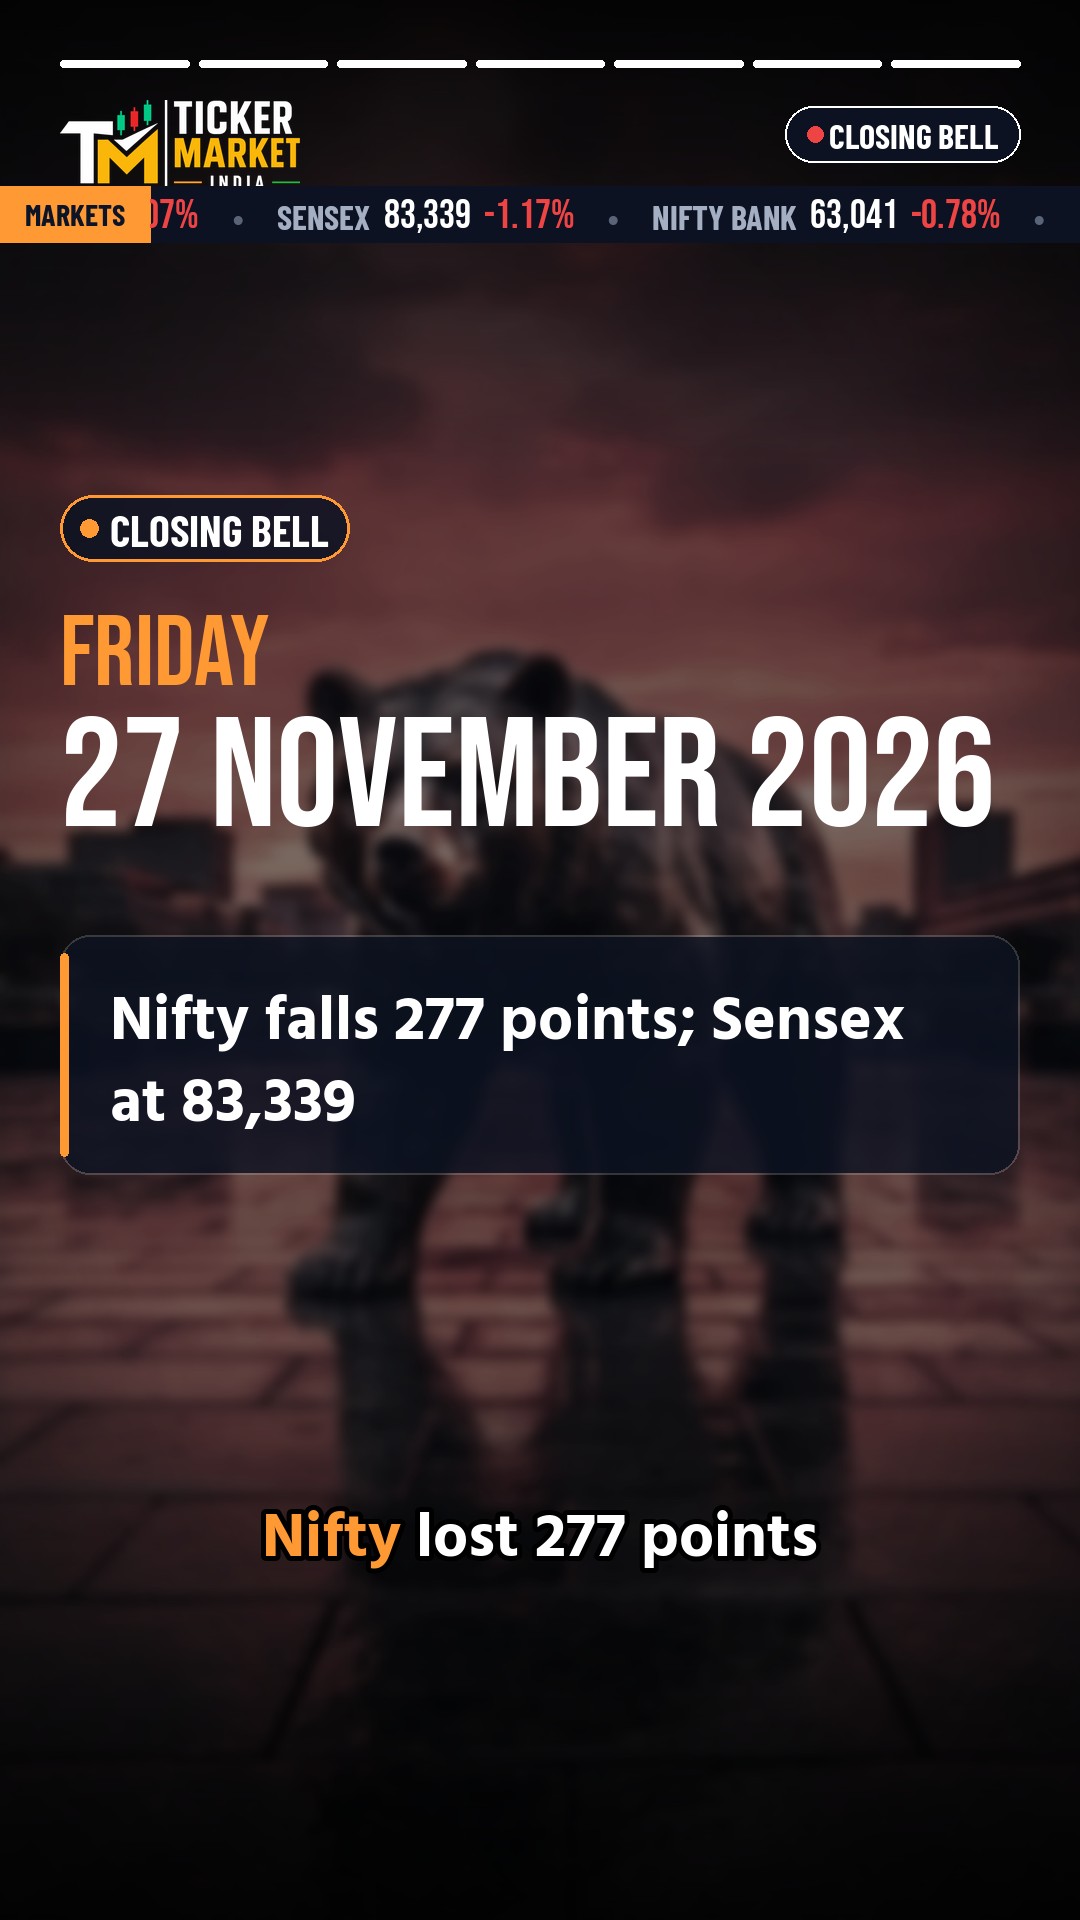 TM TICKER
MARKET
INDIA
CLOSING BELL
MARKETS 07% • SENSEX 83,339 -1.17% • NIFTY BANK 63,041 -0.78% •
CLOSING BELL
FRIDAY
27 NOVEMBER 2026
Nifty falls 277 points; Sensex
at 83,339
Nifty lost 277 points